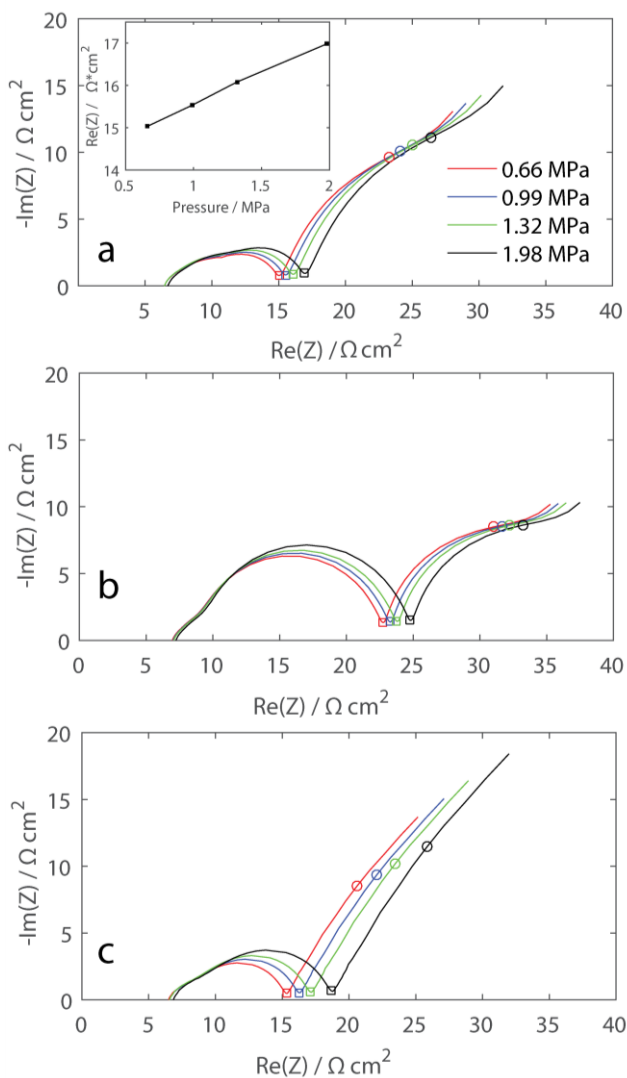 a
17
16
15
14
Re(Z) / Ω*cm²
0.5 1 1.5 2
Pressure / MPa
20
15
10
5
0
-Im(Z) / Ω cm²
0.66 MPa
0.99 MPa
1.32 MPa
1.98 MPa
0 5 10 15 20 25 30 35 40
Re(Z) / Ω cm²
b
20
15
10
5
0
-Im(Z) / Ω cm²
0 5 10 15 20 25 30 35 40
Re(Z) / Ω cm²
c
20
15
10
5
0
-Im(Z) / Ω cm²
0 5 10 15 20 25 30 35 40
Re(Z) / Ω cm²